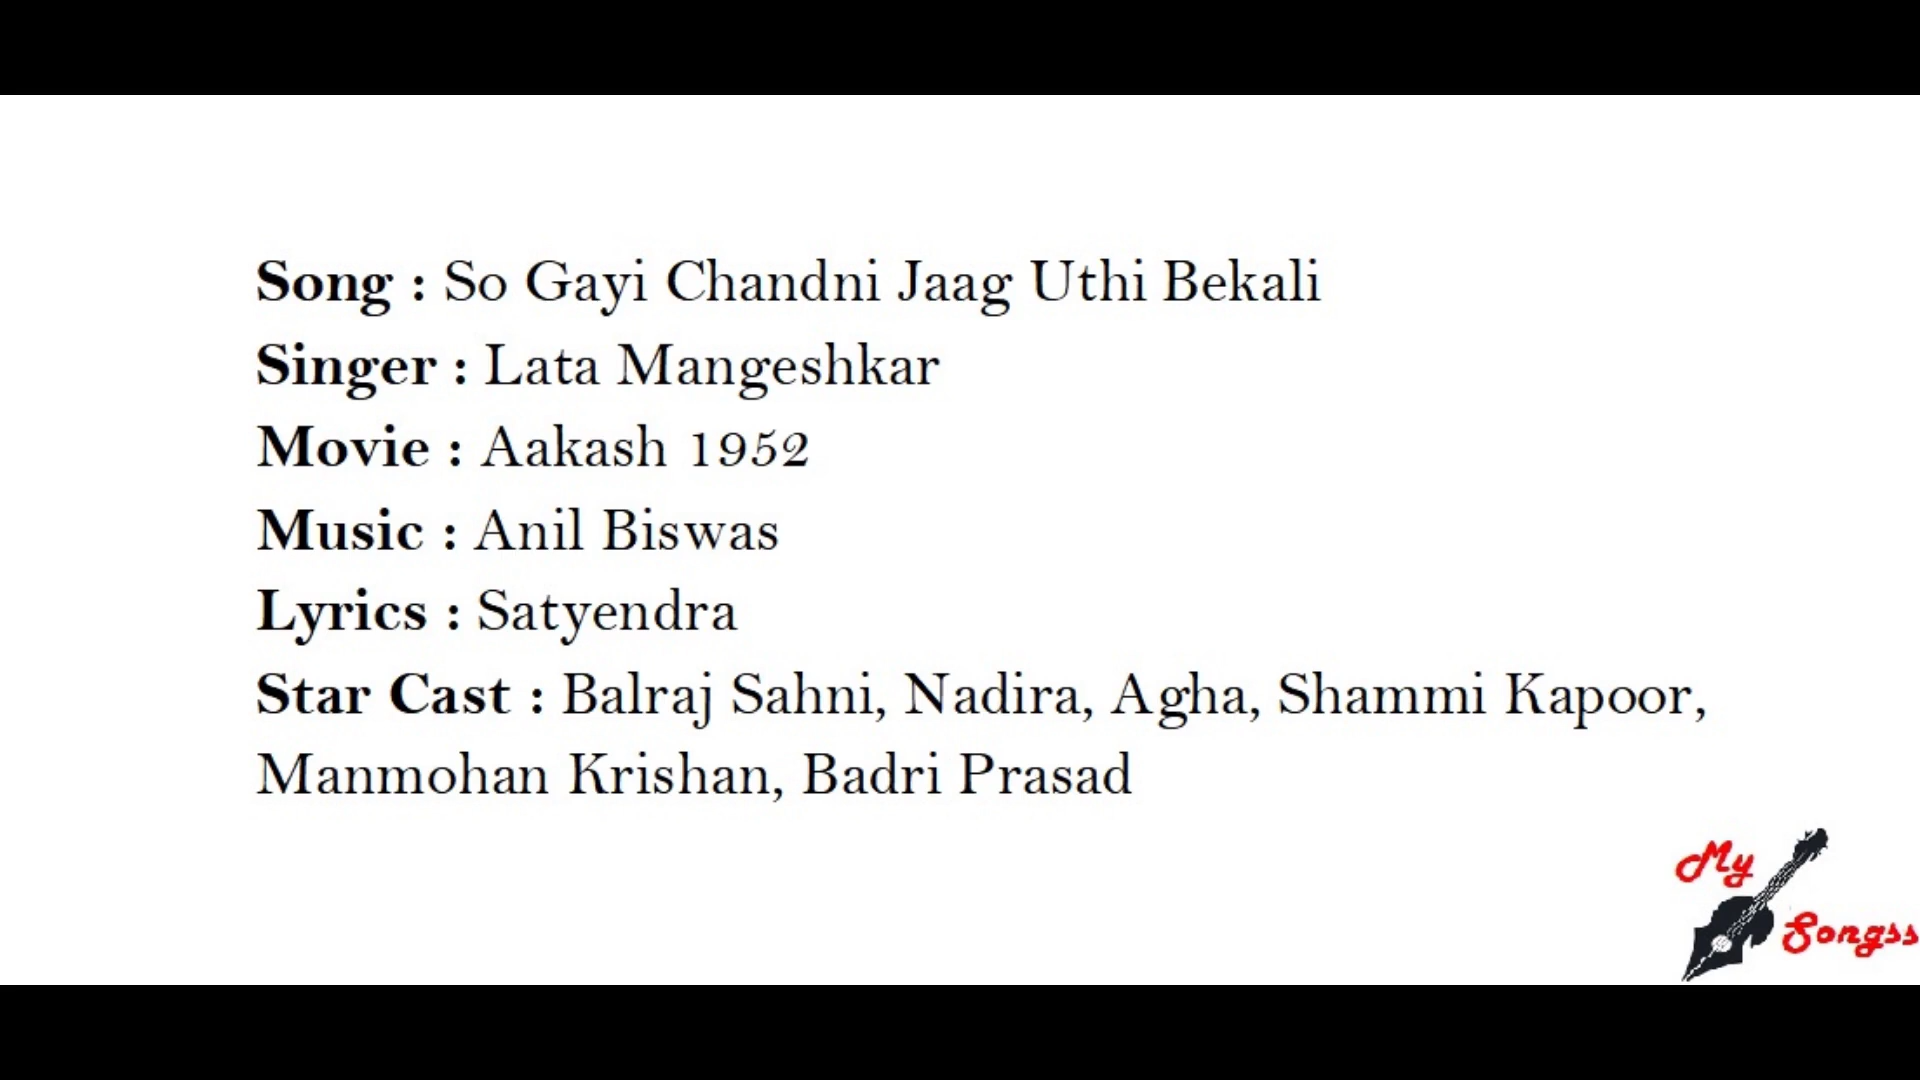 Song : So Gayi Chandni Jaag Uthi Bekali
Singer : Lata Mangeshkar
Movie : Aakash 1952
Music : Anil Biswas
Lyrics : Satyendra
Star Cast : Balraj Sahni, Nadira, Agha, Shammi Kapoor,
Manmohan Krishan, Badri Prasad
My
Songss